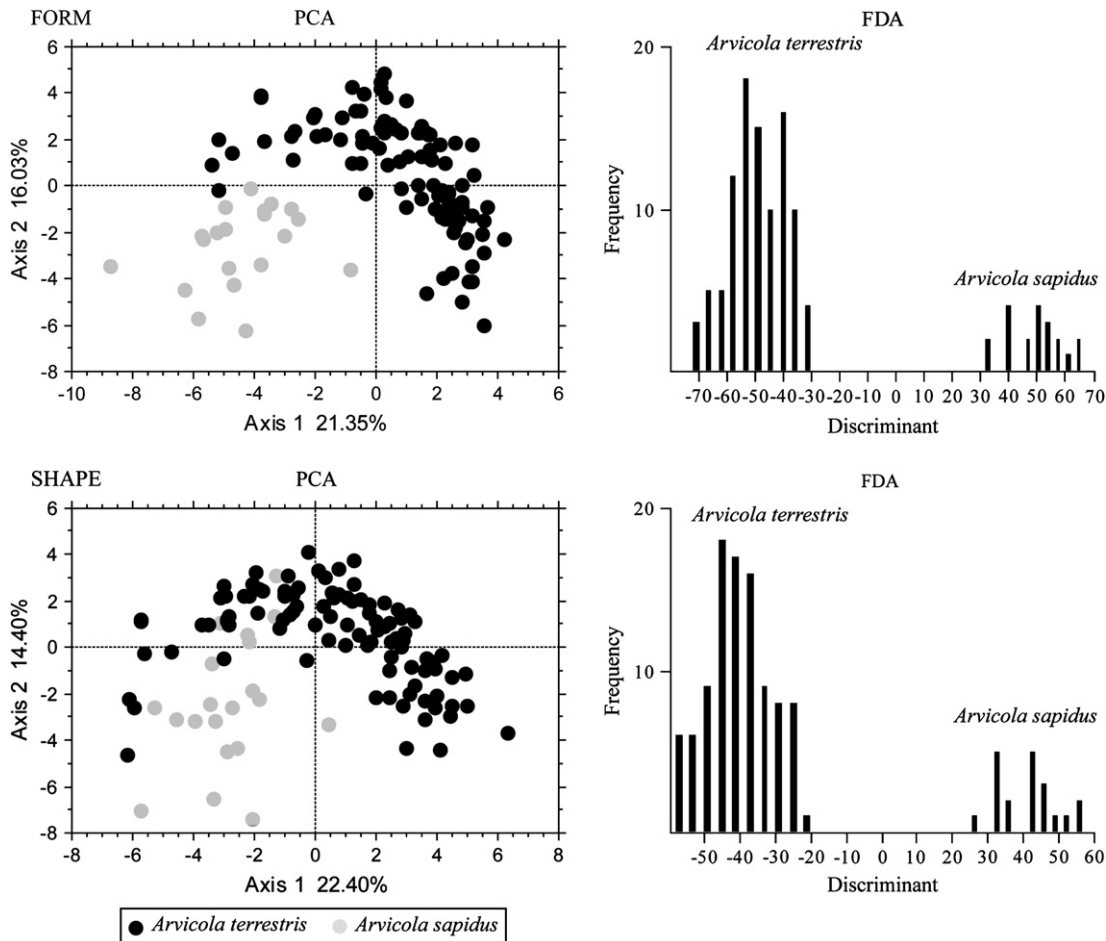 FORM PCA
6
4
2
0
-2
-4
-6
-8
Axis 2 16.03%
-10 -8 -6 -4 -2 0 2 4 6
Axis 1 21.35%
FDA
Arvicola terrestris
20
10
Frequency
Arvicola sapidus
-70 -60 -50 -40 -30 -20 -10 0 10 20 30 40 50 60 70
Discriminant
SHAPE PCA
6
4
2
0
-2
-4
-6
-8
Axis 2 14.40%
-8 -6 -4 -2 0 2 4 6 8
Axis 1 22.40%
FDA
20
Arvicola terrestris
10
Frequency
Arvicola sapidus
-50 -40 -30 -20 -10 0 10 20 30 40 50 60
Discriminant
Arvicola terrestris Arvicola sapidus